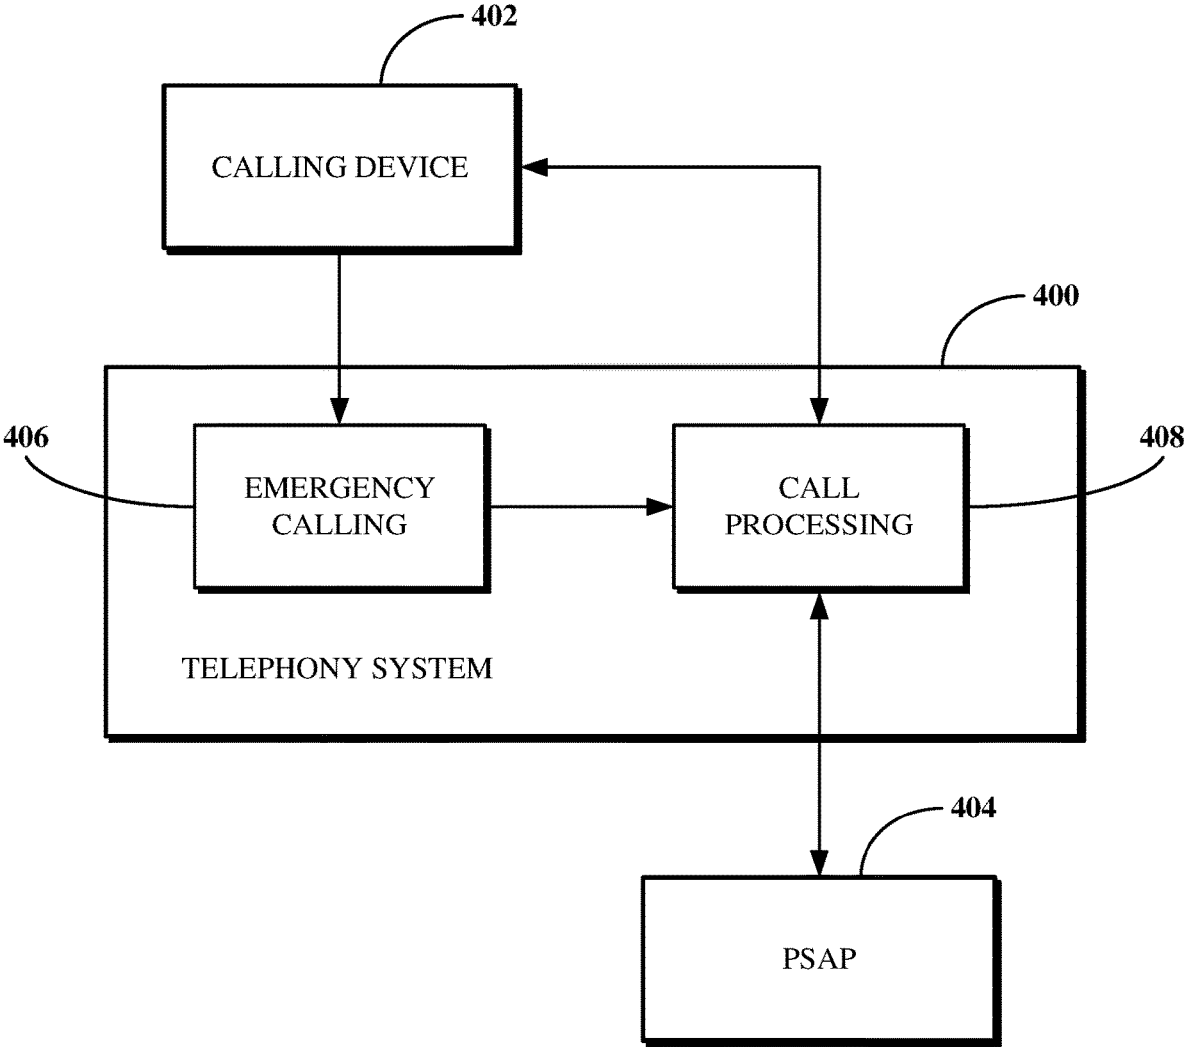 402
CALLING DEVICE
400
406
408
EMERGENCY
CALLING
CALL
PROCESSING
TELEPHONY SYSTEM
404
PSAP